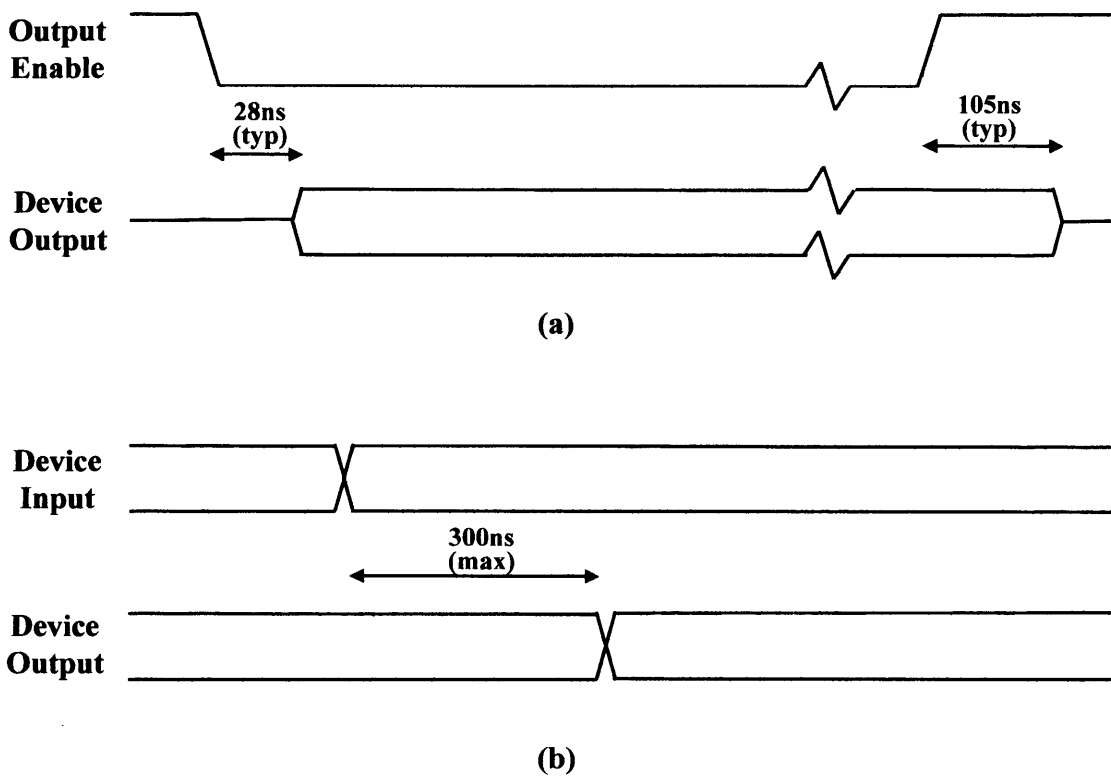 Output
Enable
28ns
(typ)
105ns
(typ)
Device
Output
(a)
Device
Input
300ns
(max)
Device
Output
(b)